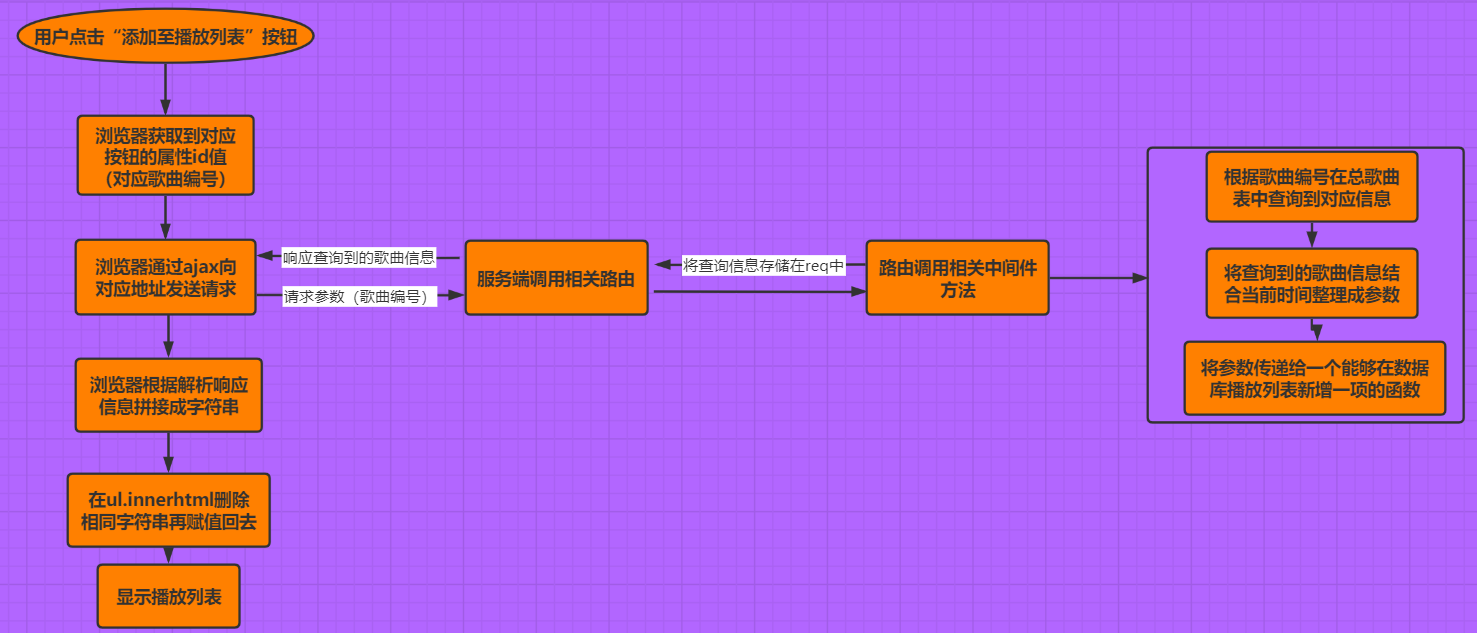 用户点击“添加至播放列表”按钮
浏览器获取到对应
按钮的属性id值
（对应歌曲编号）
浏览器通过ajax向
对应地址发送请求
响应查询到的歌曲信息
请求参数（歌曲编号）
服务端调用相关路由
将查询信息存储在req中
路由调用相关中间件
方法
根据歌曲编号在总歌曲
表中查询到对应信息
将查询到的歌曲信息结
合当前时间整理成参数
将参数传递给一个能够在数据
库播放列表新增一项的函数
浏览器根据解析响应
信息拼接成字符串
在ul.innerhtml删除
相同字符串再赋值回去
显示播放列表